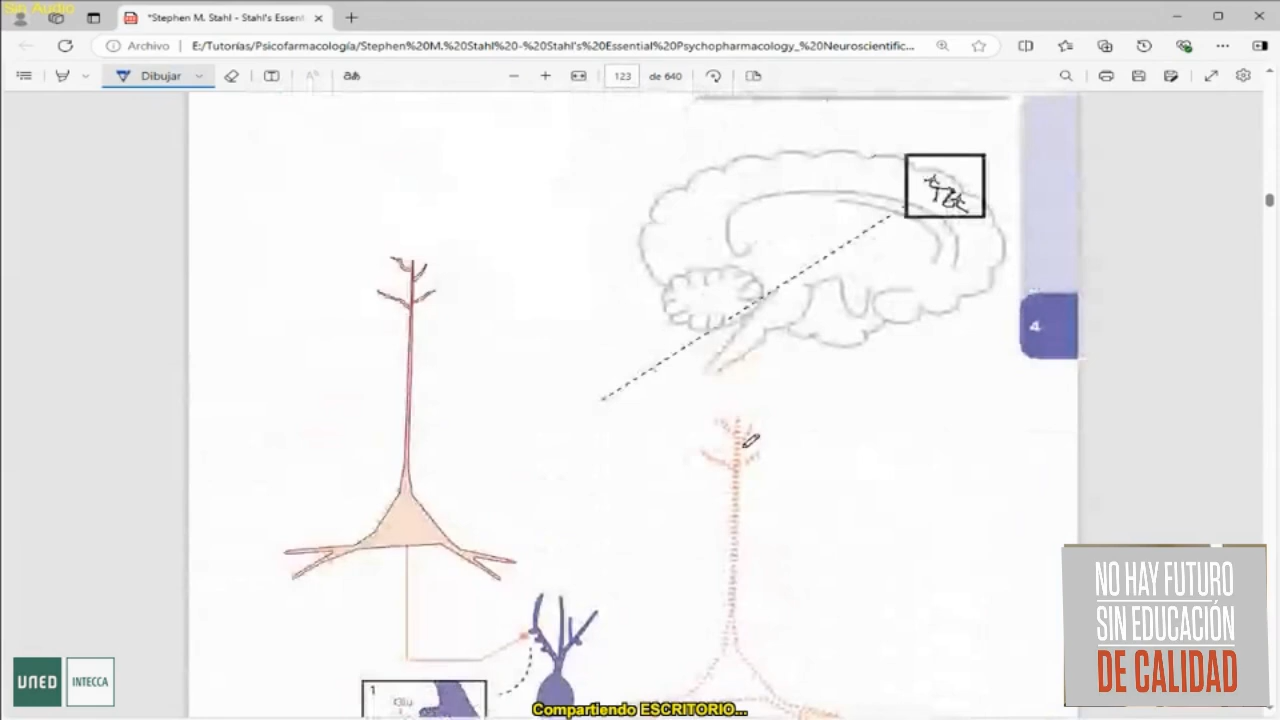 Sin Audio
*Stephen M. Stahl - Stahl's Essent
Archivo
E:/Tutorías/Psicofarmacología/Stephen%20M.%20Stahl%20-%20Stahl's%20Essential%20Psychopharmacology_%20Neuroscientific...
Dibujar
123
de 640
4
1
Glu
NO HAY FUTURO
SIN EDUCACIÓN
DE CALIDAD
UNED
INTECCA
Compartiendo ESCRITORIO...